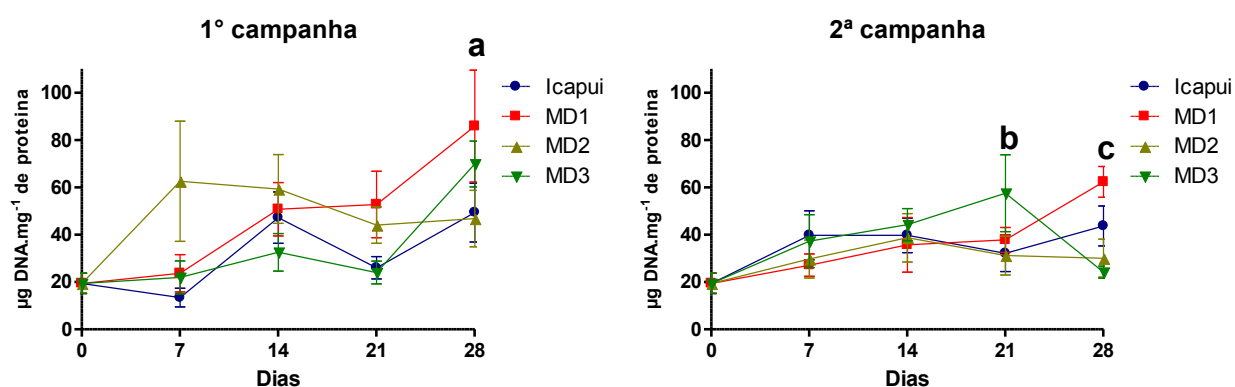 1° campanha
a
µg DNA.mg⁻¹ de proteina
100
80
60
40
20
0
0 7 14 21 28
Dias
Icapui
MD1
MD2
MD3
2ª campanha
b
c
µg DNA.mg⁻¹ de proteina
100
80
60
40
20
0
0 7 14 21 28
Dias
Icapui
MD1
MD2
MD3